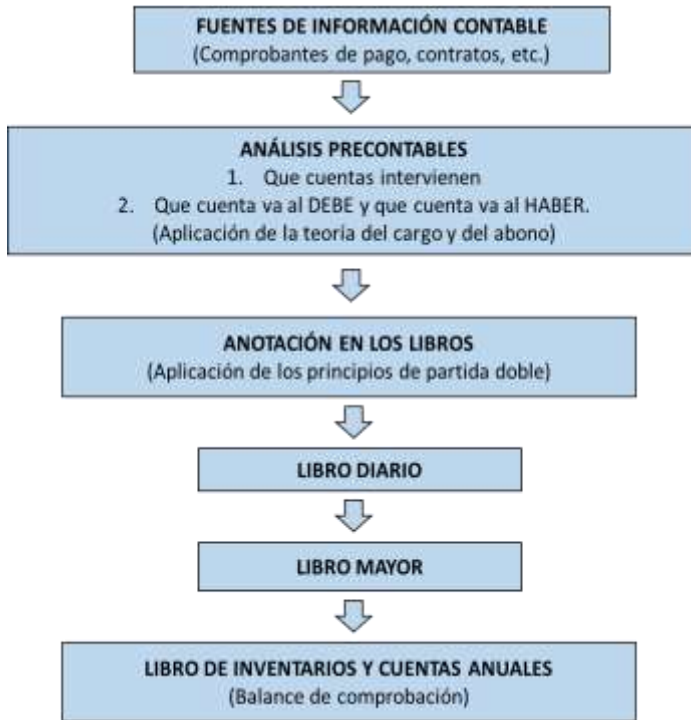 FUENTES DE INFORMACIÓN CONTABLE
(Comprobantes de pago, contratos, etc.)
ANÁLISIS PRECONTABLES
1. Que cuentas intervienen
2. Que cuenta va al DEBE y que cuenta va al HABER.
(Aplicación de la teoria del cargo y del abono)
ANOTACIÓN EN LOS LIBROS
(Aplicación de los principios de partida doble)
LIBRO DIARIO
LIBRO MAYOR
LIBRO DE INVENTARIOS Y CUENTAS ANUALES
(Balance de comprobación)